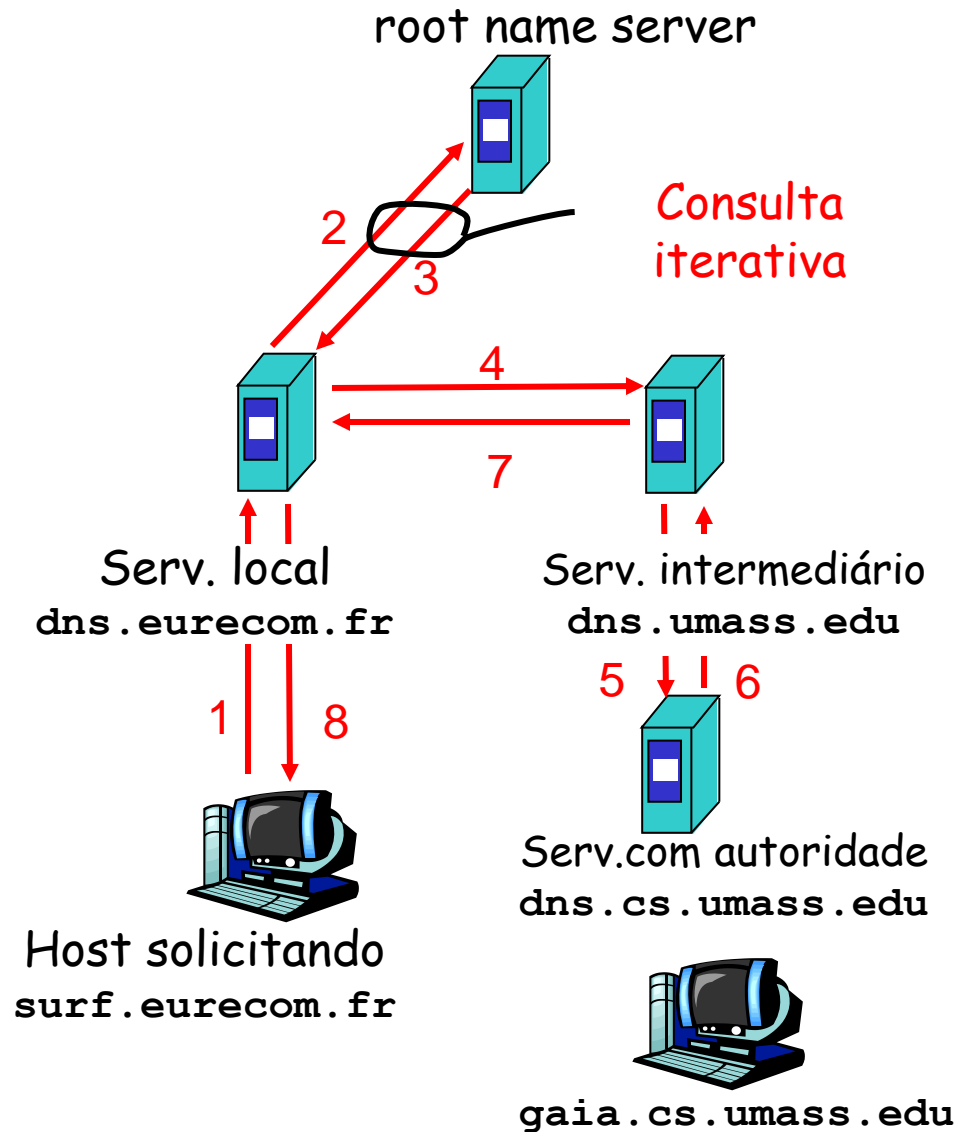 root name server
Consulta
iterativa
2
3
4
7
Serv. local
dns.eurecom.fr
Serv. intermediário
dns.umass.edu
5
6
1
8
Serv.com autoridade
dns.cs.umass.edu
Host solicitando
surf.eurecom.fr
gaia.cs.umass.edu